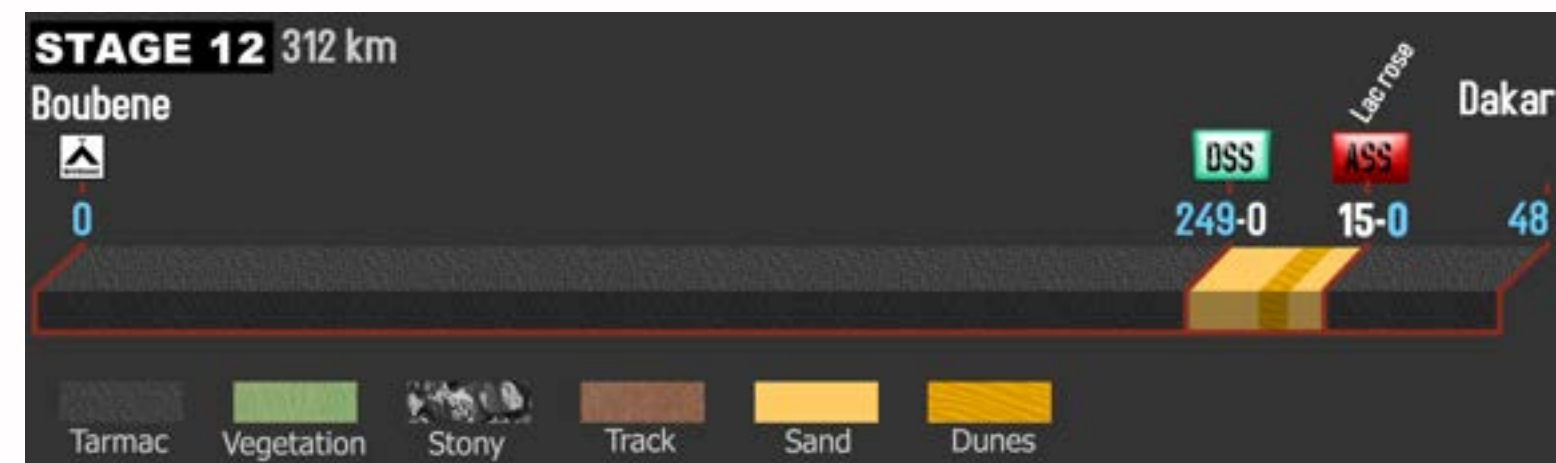 STAGE 12 312 km
Boubene
Lac rose
Dakar
DSS
ASS
0
249-0
15-0
48
Tarmac
Vegetation
Stony
Track
Sand
Dunes